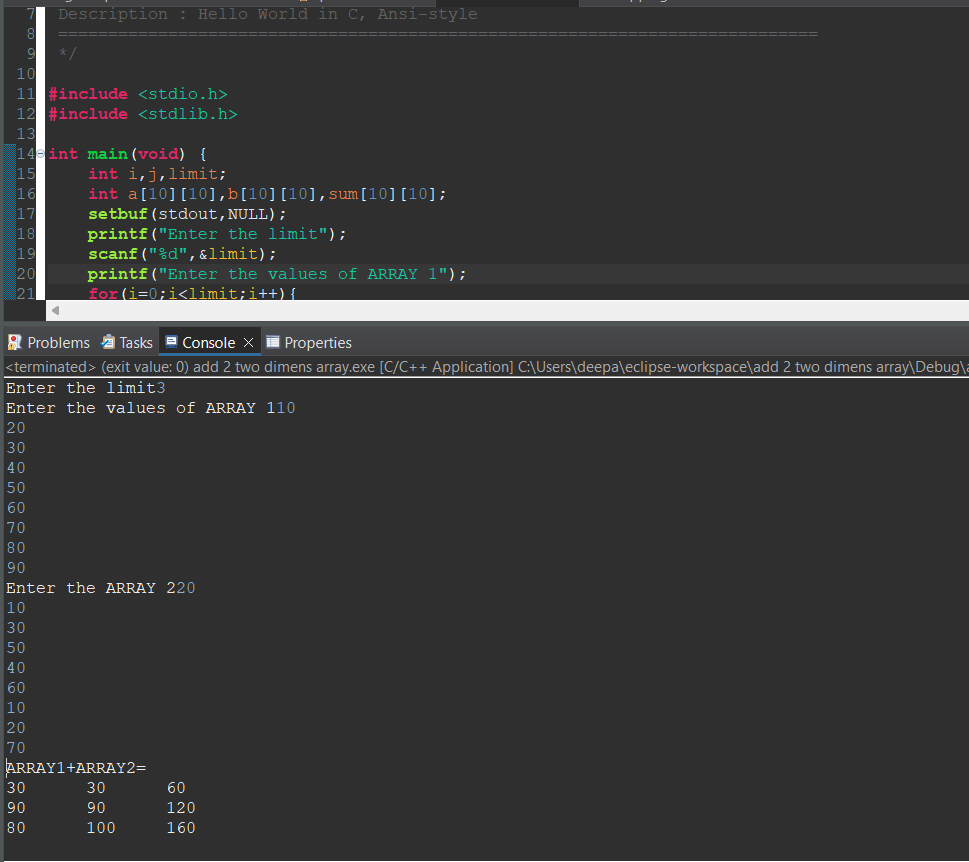 7 Description : Hello World in C, Ansi-style
8 ============================================================================
9 */
10
11 #include <stdio.h>
12 #include <stdlib.h>
13
14 int main(void) {
15 int i,j,limit;
16 int a[10][10],b[10][10],sum[10][10];
17 setbuf(stdout,NULL);
18 printf("Enter the limit");
19 scanf("%d",&limit);
20 printf("Enter the values of ARRAY 1");
21 for(i=0;i<limit;i++){
Problems Tasks Console Properties
<terminated> (exit value: 0) add 2 two dimens array.exe [C/C++ Application] C:\Users\deepa\eclipse-workspace\add 2 two dimens array\Debug\a
Enter the limit3
Enter the values of ARRAY 110
20
30
40
50
60
70
80
90
Enter the ARRAY 220
10
30
50
40
60
10
20
70
ARRAY1+ARRAY2=
30 30 60
90 90 120
80 100 160